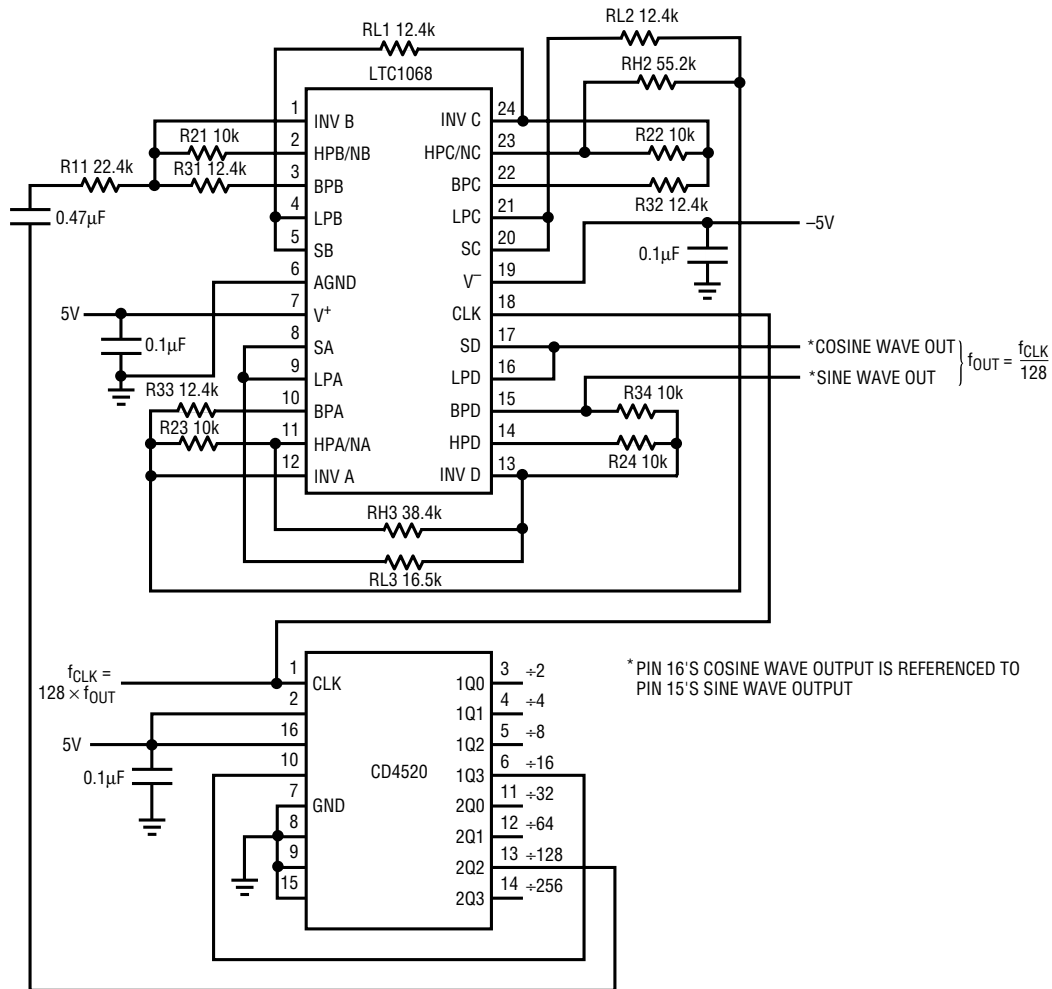 RL1 12.4k
RL2 12.4k
RH2 55.2k
LTC1068
1 INV B
2 HPB/NB
3 BPB
4 LPB
5 SB
6 AGND
7 V+
8 SA
9 LPA
10 BPA
11 HPA/NA
12 INV A
24 INV C
23 HPC/NC
22 BPC
21 LPC
20 SC
19 V–
18 CLK
17 SD
16 LPD
15 BPD
14 HPD
13 INV D
R21 10k
R11 22.4k
R31 12.4k
0.47µF
R22 10k
R32 12.4k
–5V
0.1µF
5V
0.1µF
*COSINE WAVE OUT
*SINE WAVE OUT
fOUT = fCLK
128
R33 12.4k
R23 10k
R34 10k
R24 10k
RH3 38.4k
RL3 16.5k
fCLK =
128 × fOUT
5V
0.1µF
CD4520
1 CLK
2
16
10
7 GND
8
9
15
1Q0 3 ÷2
1Q1 4 ÷4
1Q2 5 ÷8
1Q3 6 ÷16
2Q0 11 ÷32
2Q1 12 ÷64
2Q2 13 ÷128
2Q3 14 ÷256
*PIN 16'S COSINE WAVE OUTPUT IS REFERENCED TO
PIN 15'S SINE WAVE OUTPUT